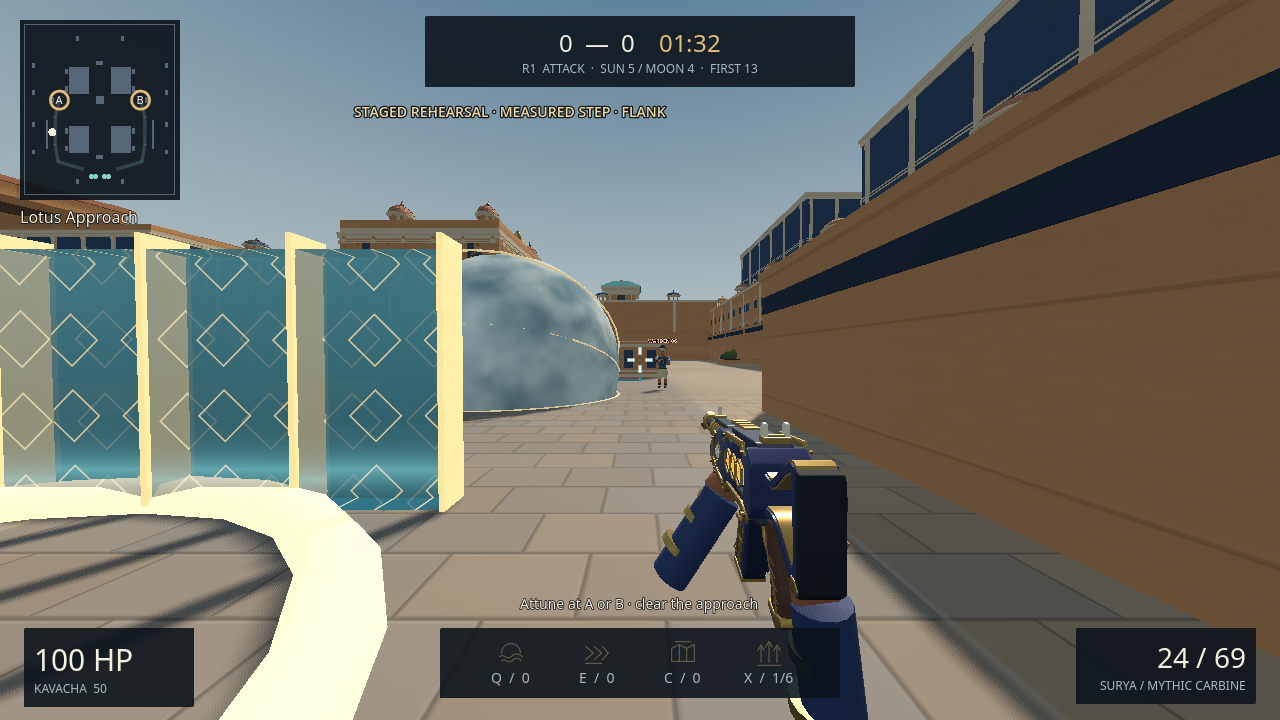 0 — 0 01:32
R1 ATTACK · SUN 5 / MOON 4 · FIRST 13
STAGED REHEARSAL · MEASURED STEP · FLANK
A
B
Lotus Approach
Attune at A or B · clear the approach
100 HP
KAVACHA 50
Q / 0
E / 0
C / 0
X / 1/6
24 / 69
SURYA / MYTHIC CARBINE